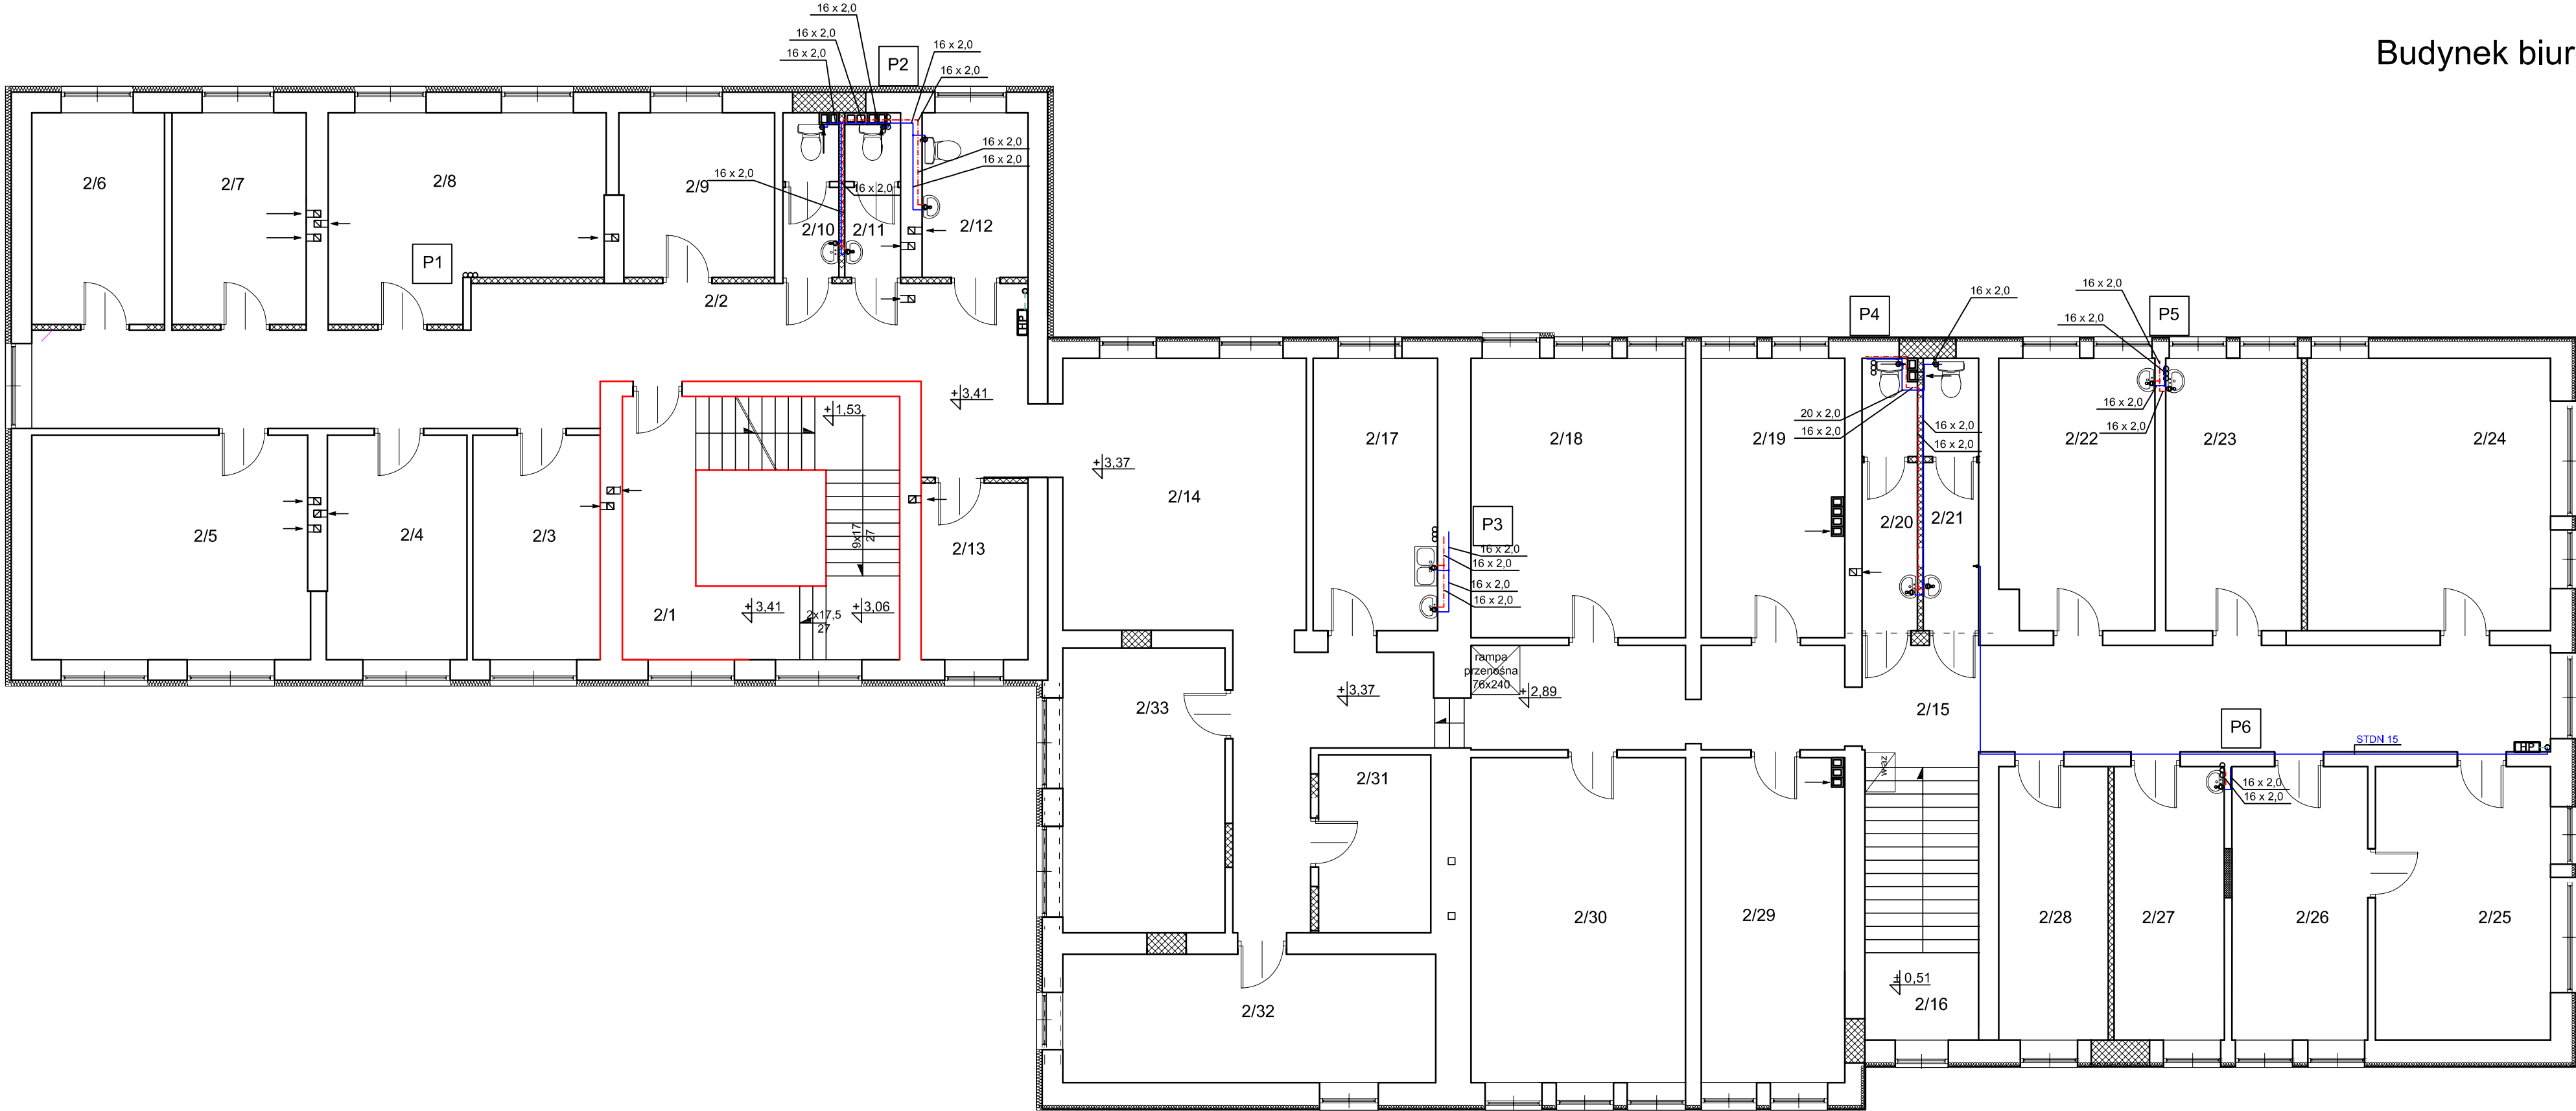 Budynek biur
16 x 2,0
16 x 2,0
16 x 2,0
P2
16 x 2,0
16 x 2,0
16 x 2,0
16 x 2,0
2/6
2/7
2/8
2/9
16 x 2,0
16 x 2,0
2/10
2/11
2/12
P1
2/2
HP
+3,41
+1,53
9x17
27
2/5
2/4
2/3
2/1
+3,41
2x17,5
27
+3,06
2/13
+3,37
2/14
2/17
2/18
P3
16 x 2,0
16 x 2,0
16 x 2,0
16 x 2,0
2/19
P4
16 x 2,0
20 x 2,0
16 x 2,0
16 x 2,0
16 x 2,0
2/20
2/21
16 x 2,0
P5
16 x 2,0
16 x 2,0
16 x 2,0
2/22
2/23
2/24
rampa
przenośna
76x240
+2,89
+3,37
2/33
2/15
P6
STDN 15
HP
16 x 2,0
16 x 2,0
2/31
właz
2/30
2/29
2/28
2/27
2/26
2/25
2/32
+0,51
2/16